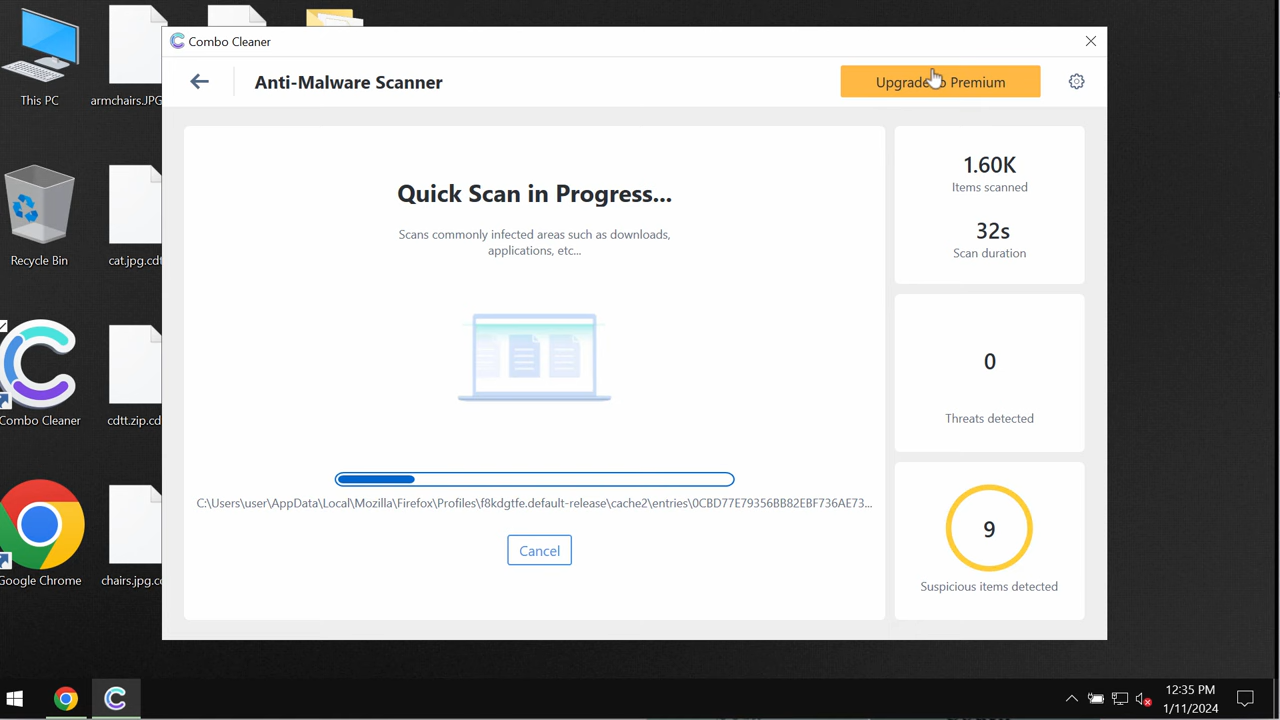 Combo Cleaner
Anti-Malware Scanner
Premium
Quick Scan in Progress...
Scans commonly infected areas such as downloads,
applications, etc...
C:\Users\user\AppData\Local\Mozilla\Firefox\Profiles\f8kdgtfe.default-release\cache2\entries\0CBD77E79356BB82EBF736AE73...
Cancel
1.60K
Items scanned
32s
Scan duration
0
Threats detected
9
Suspicious items detected
This PC
armchairs.JPG
Recycle Bin
cat.jpg.cdt
Combo Cleaner
cdtt.zip.cd
Google Chrome
chairs.jpg.c
12:35 PM
1/11/2024